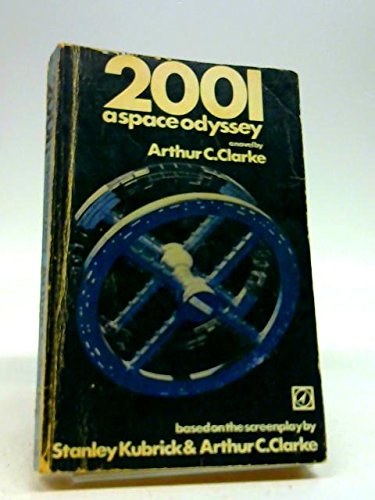 2001
a space odyssey
a novel by
Arthur C. Clarke
based on the screenplay by
Stanley Kubrick & Arthur C. Clarke